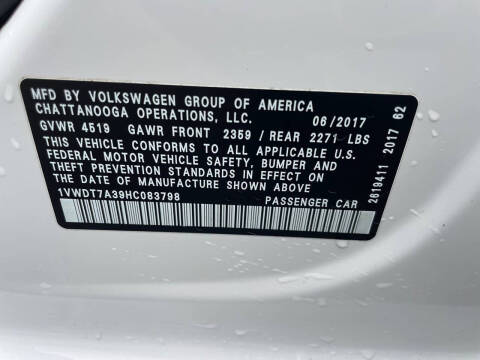 MFD BY VOLKSWAGEN GROUP OF AMERICA
CHATTANOOGA OPERATIONS, LLC. 06/2017
GVWR 4519 GAWR FRONT 2359 / REAR 2271 LBS
THIS VEHICLE CONFORMS TO ALL APPLICABLE U.S.
FEDERAL MOTOR VEHICLE SAFETY, BUMPER AND
THEFT PREVENTION STANDARDS IN EFFECT ON
THE DATE OF MANUFACTURE SHOWN ABOVE
1VWDT7A39HC083798 PASSENGER CAR
2619411 2017 62